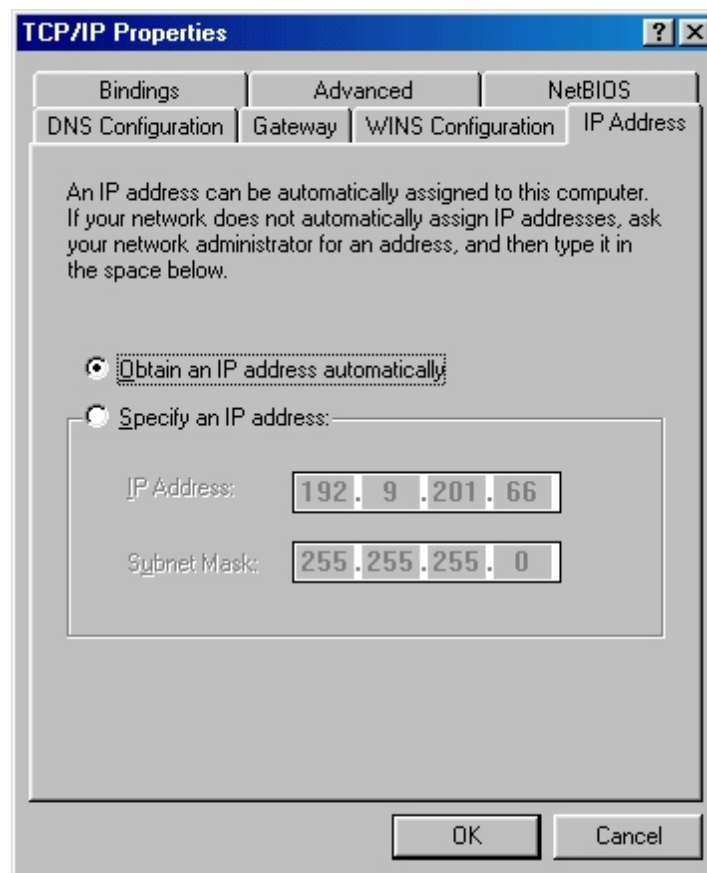 TCP/IP Properties
Bindings Advanced NetBIOS
DNS Configuration Gateway WINS Configuration IP Address
An IP address can be automatically assigned to this computer.
If your network does not automatically assign IP addresses, ask
your network administrator for an address, and then type it in
the space below.
Obtain an IP address automatically
Specify an IP address:
IP Address: 192 . 9 . 201 . 66
Subnet Mask: 255 . 255 . 255 . 0
OK Cancel